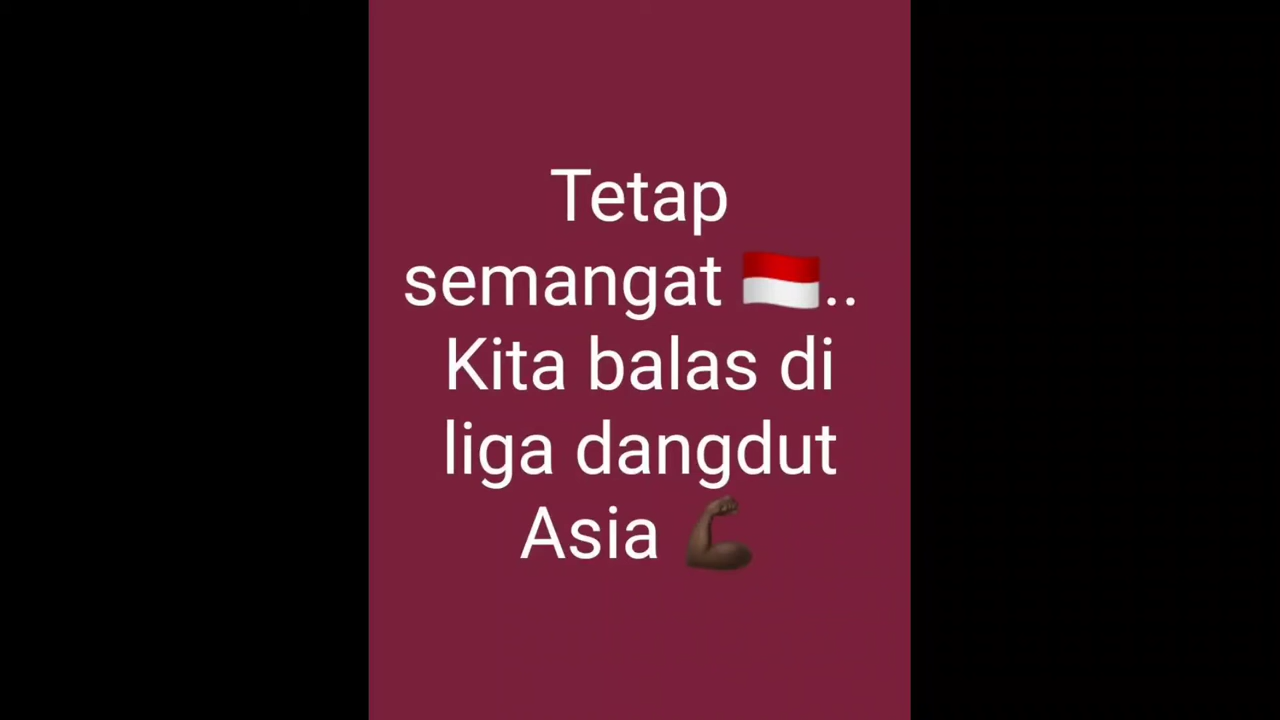 Tetap
semangat 🇮🇩..
Kita balas di
liga dangdut
Asia 💪🏿